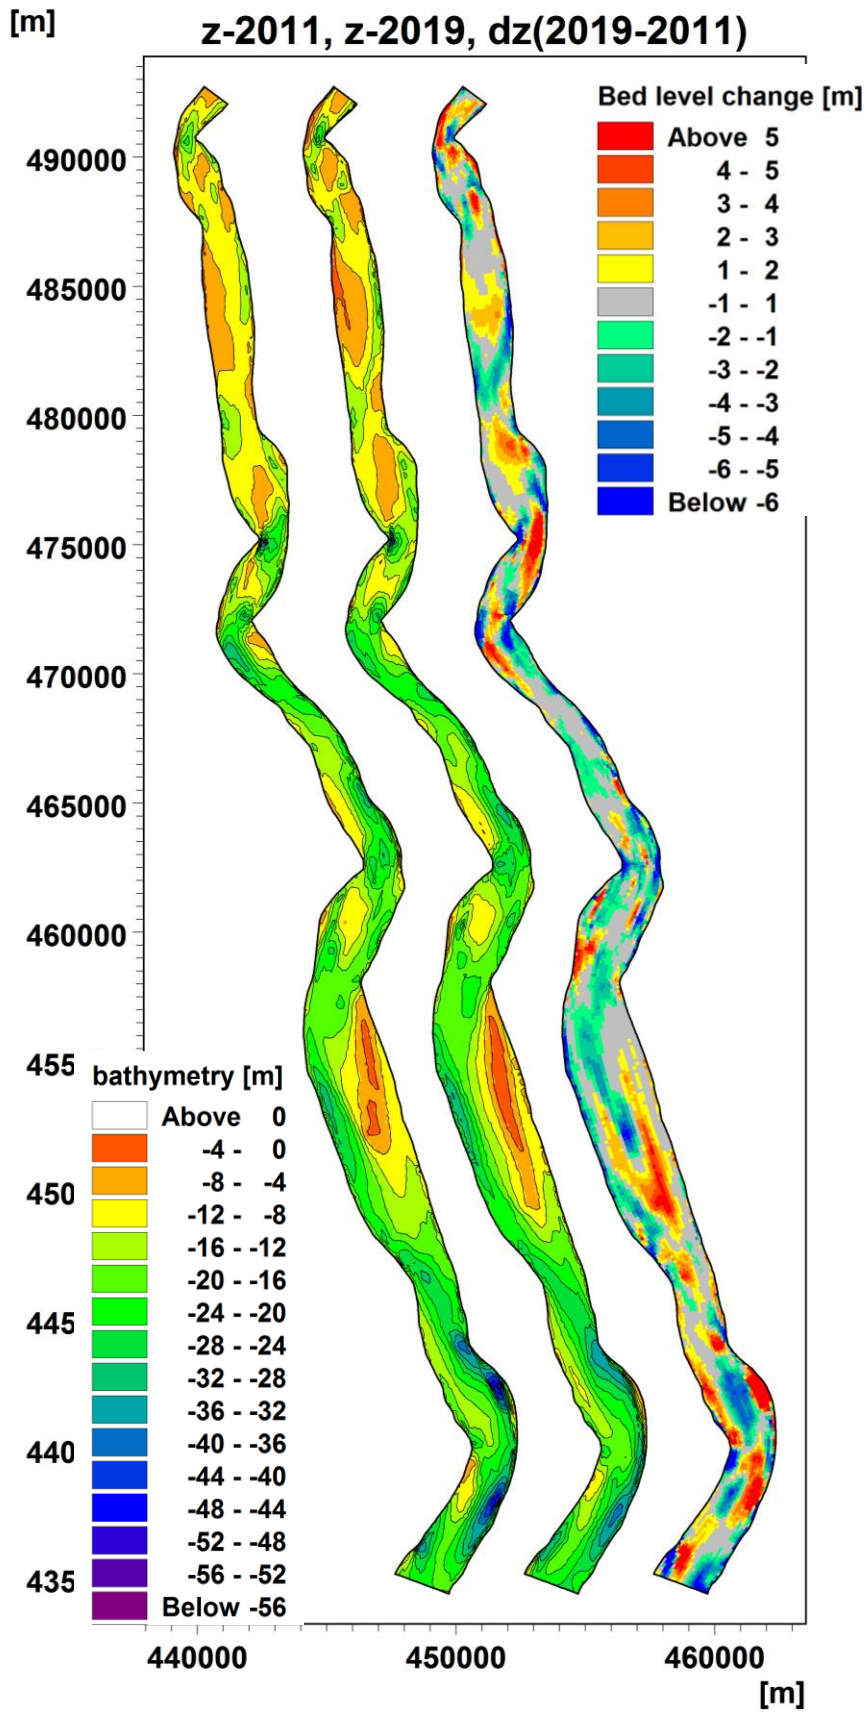 [m]
z-2011, z-2019, dz(2019-2011)
Bed level change [m]
Above 5
4 - 5
3 - 4
2 - 3
1 - 2
-1 - 1
-2 - -1
-3 - -2
-4 - -3
-5 - -4
-6 - -5
Below -6
490000
485000
480000
475000
470000
465000
460000
455
450
445
440
435
bathymetry [m]
Above 0
-4 - 0
-8 - -4
-12 - -8
-16 - -12
-20 - -16
-24 - -20
-28 - -24
-32 - -28
-36 - -32
-40 - -36
-44 - -40
-48 - -44
-52 - -48
-56 - -52
Below -56
440000 450000 460000
[m]